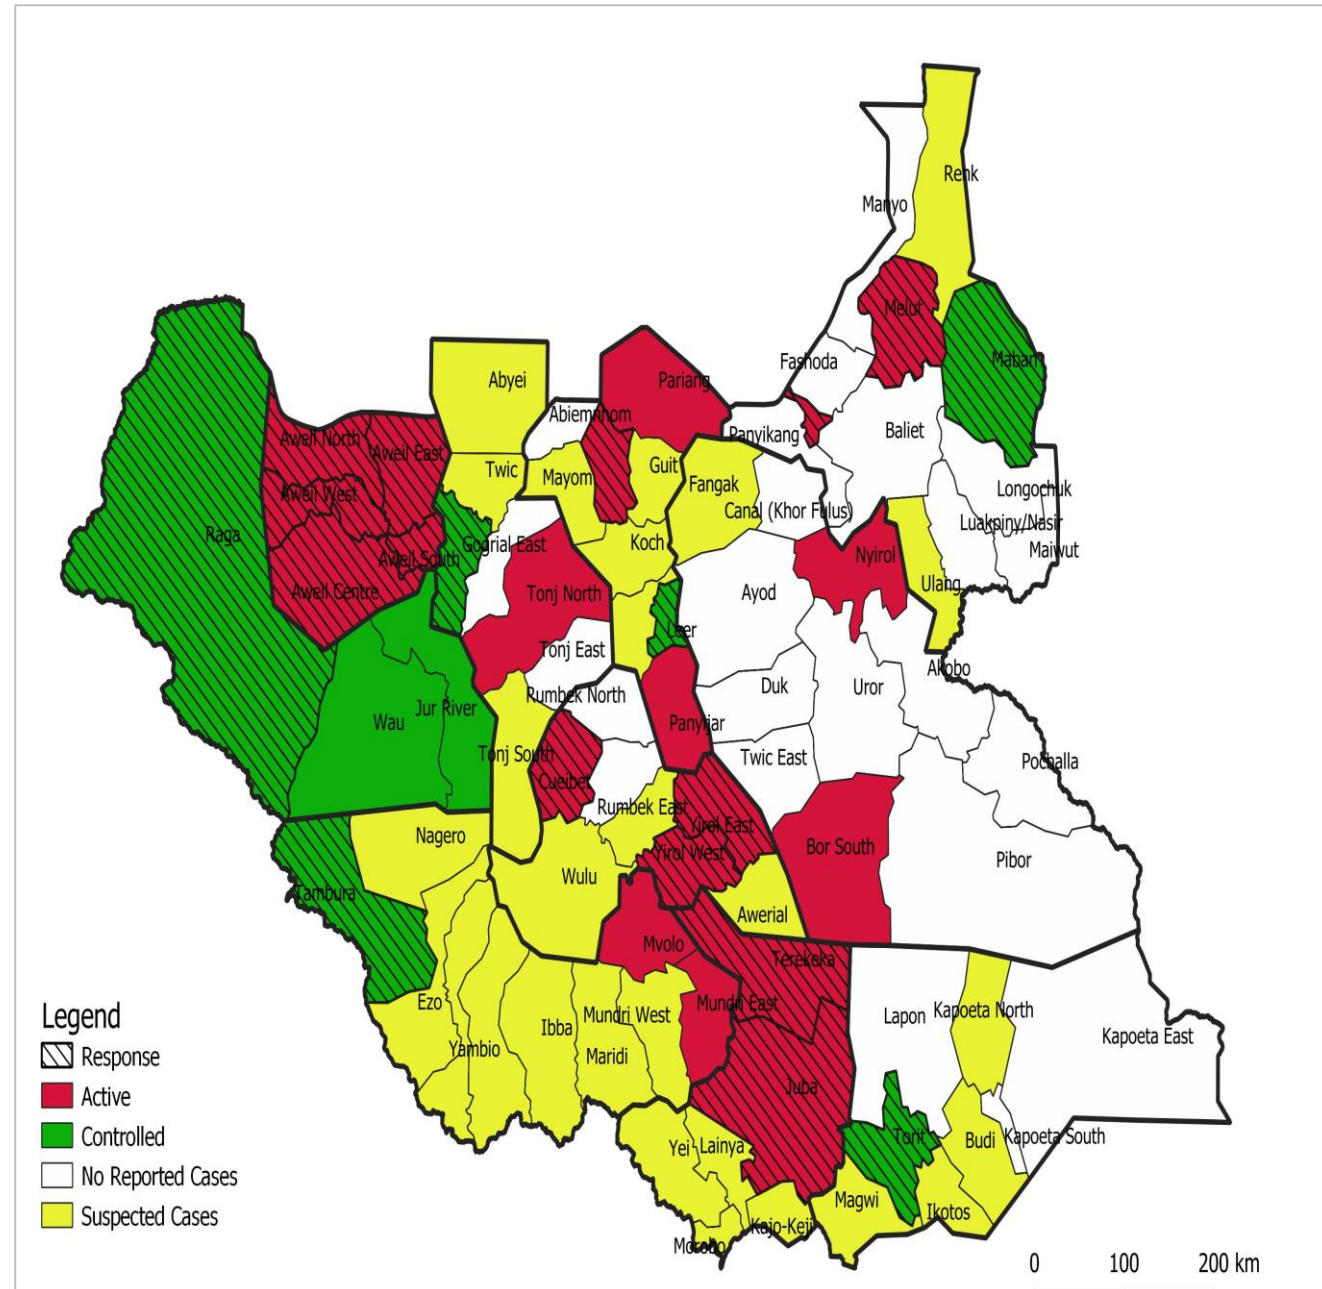 Renk
Manyo
Melut
Maban
Fashoda
Abyei
Pariang
Abiemnhom
Panyikang
Baliet
Aweil North
Aweil East
Twic
Mayom
Guit
Fangak
Longochuk
Aweil West
Canal (Khor Fulus)
Luakpiny/Nasir
Raga
Gogrial East
Koch
Nyirol
Maiwut
Aweil South
Aweil Centre
Tonj North
Ayod
Ulang
Leer
Tonj East
Akobo
Rumbek North
Duk
Uror
Wau
Jur River
Panyijar
Tonj South
Twic East
Pochalla
Cueibet
Rumbek East
Yirol East
Nagero
Yirol West
Bor South
Pibor
Wulu
Tambura
Awerial
Mvolo
Terekeka
Ezo
Mundri East
Ibba
Mundri West
Lapon
Kapoeta North
Kapoeta East
Yambio
Maridi
Juba
Legend
Response
Active
Controlled
No Reported Cases
Suspected Cases
Yei
Lainya
Torit
Budi
Kapoeta South
Magwi
Ikotos
Kajo-Keji
Morobo
0 100 200 km